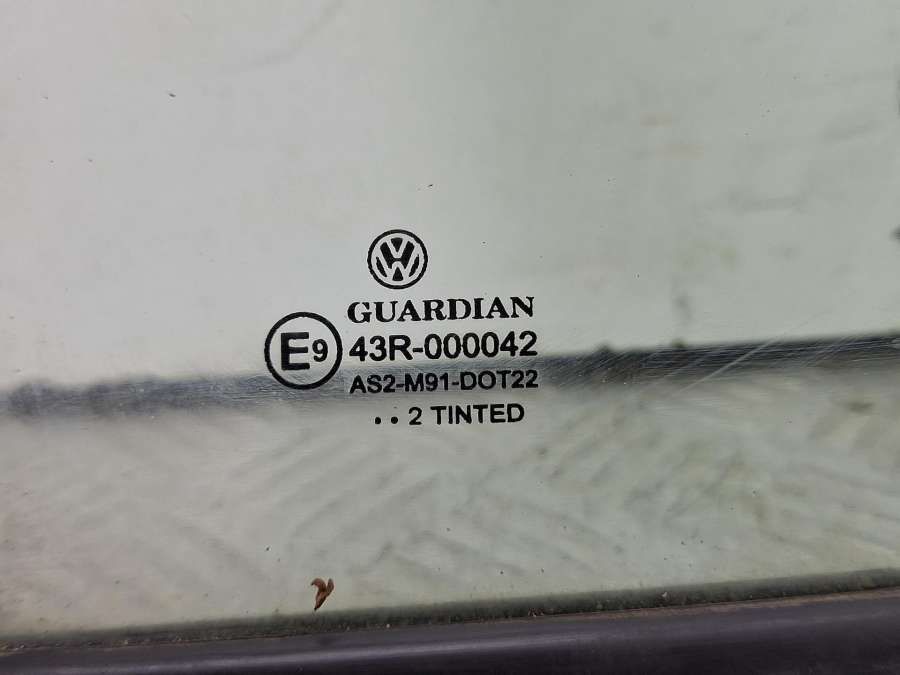 GUARDIAN
E9 43R-000042
AS2-M91-DOT22
.. 2 TINTED